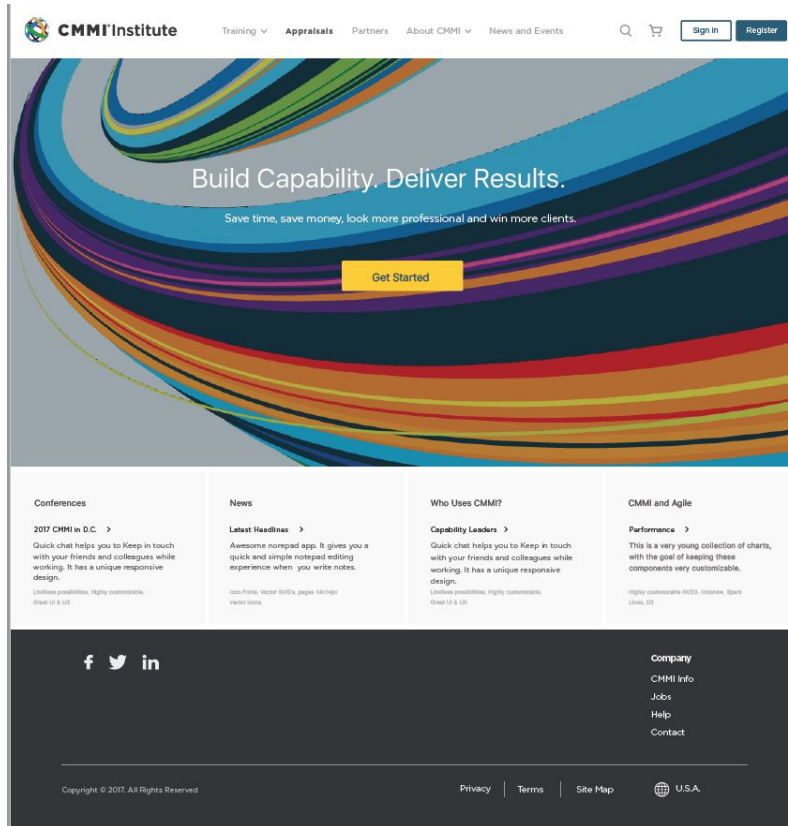 CMMI Institute
Training
Appraisals
Partners
About CMMI
News and Events
Sign In
Register
Build Capability. Deliver Results.
Save time, save money, look more professional and win more clients.
Get Started
Conferences
2017 CMMI in D.C. >
Quick chat helps you to Keep in touch
with your friends and colleagues while
working. It has a unique responsive
design.
Limitless possibilities, Highly customizable,
Great UI & UX
News
Latest Headlines >
Awesome norepad app. It gives you a
quick and simple notepad editing
experience when you write notes.
Icon Fonts, Vector SVG's, pages 14x14px
vector icons.
Who Uses CMMI?
Capability Leaders >
Quick chat helps you to Keep in touch
with your friends and colleagues while
working. It has a unique responsive
design.
Limitless possibilities, Highly customizable,
Great UI & UX
CMMI and Agile
Performance >
This is a very young collection of charts,
with the goal of keeping these
components very customizable.
Highly customizable NVD3, rickshaw, Spark
Lines, D3
f in
Company
CMMI Info
Jobs
Help
Contact
Copyright © 2017. All Rights Reserved
Privacy
Terms
Site Map
U.S.A.